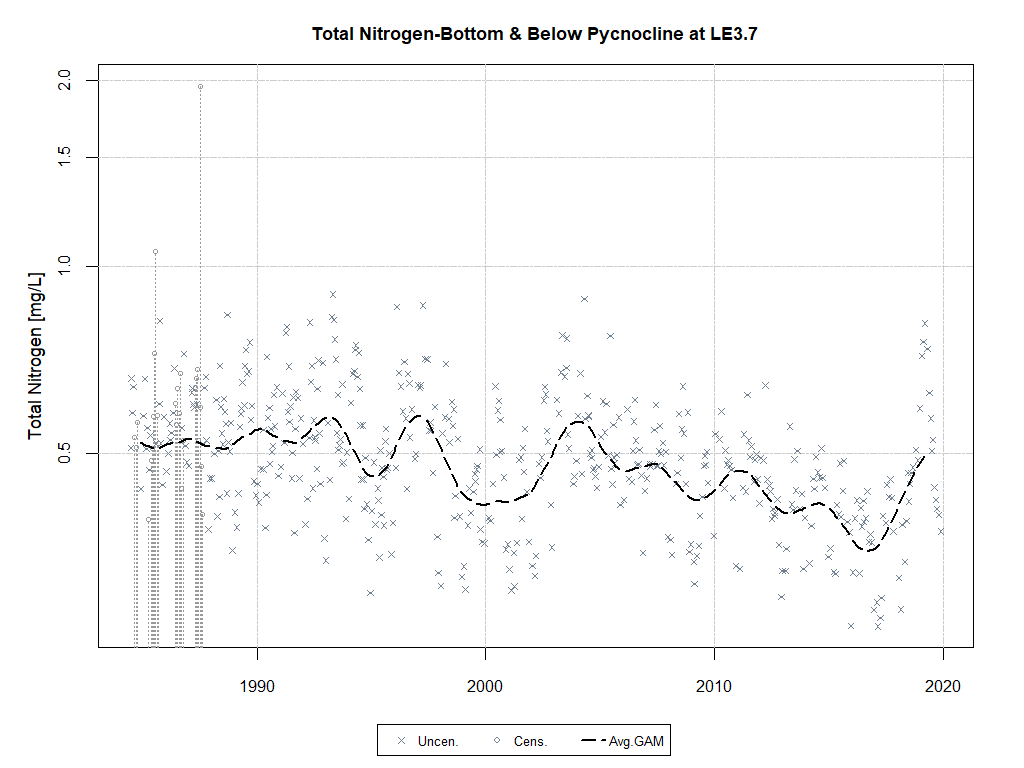 Total Nitrogen-Bottom & Below Pycnocline at LE3.7
Total Nitrogen [mg/L]
2.0
1.5
1.0
0.5
1990
2000
2010
2020
Uncen.
Cens.
Avg.GAM